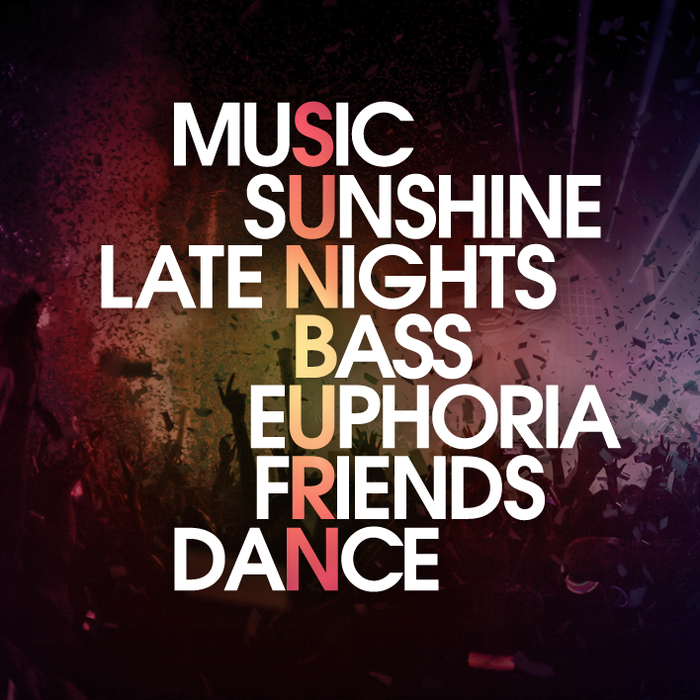 MUSIC
SUNSHINE
LATE NIGHTS
BASS
EUPHORIA
FRIENDS
DANCE